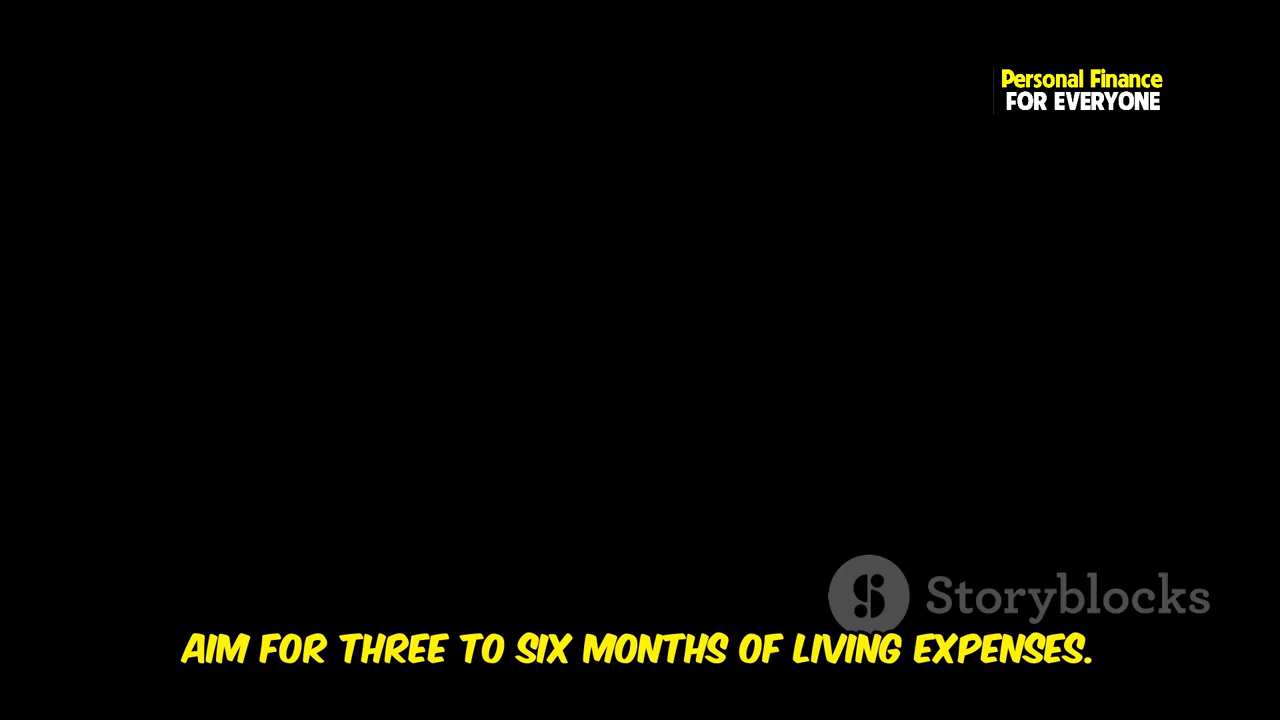 Personal Finance
FOR EVERYONE
Storyblocks
AIM FOR THREE TO SIX MONTHS OF LIVING EXPENSES.